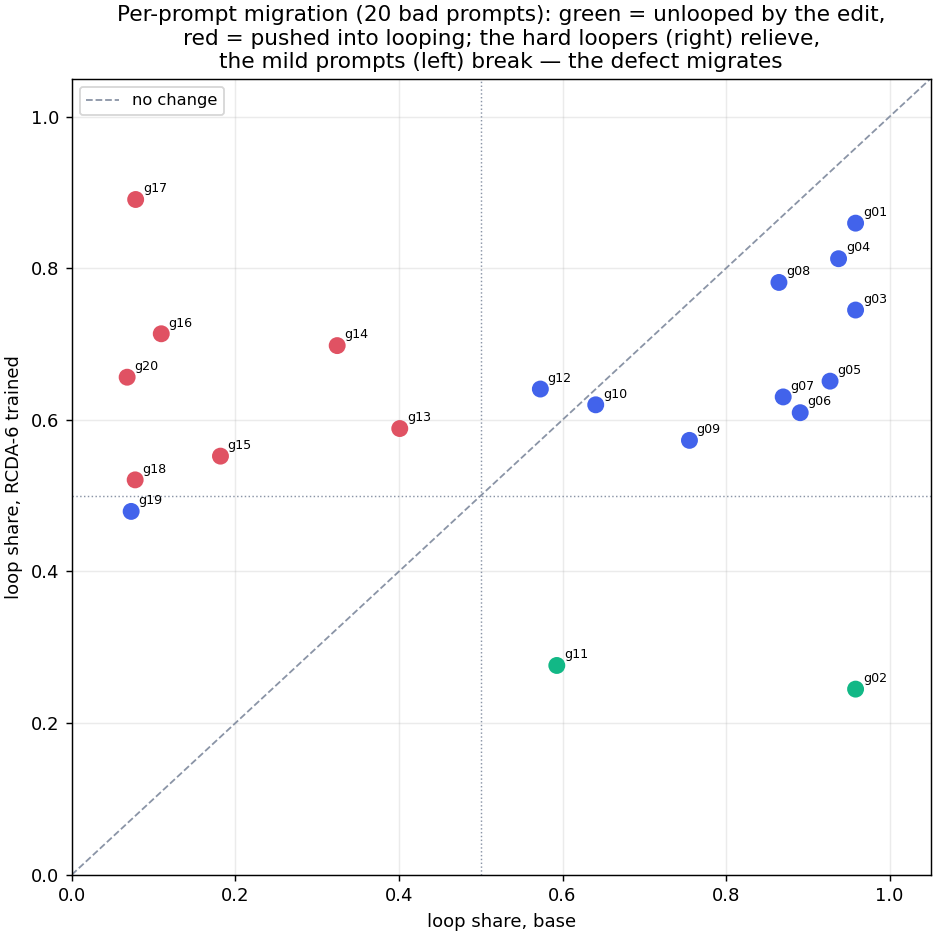 Per-prompt migration (20 bad prompts): green = unlooped by the edit,
red = pushed into looping; the hard loopers (right) relieve,
the mild prompts (left) break — the defect migrates
no change
1.0
0.8
0.6
0.4
0.2
0.0
loop share, RCDA-6 trained
g17
g01
g04
g08
g03
g16
g14
g20
g12
g05
g10
g07
g06
g13
g09
g15
g18
g19
g11
g02
0.0
0.2
0.4
0.6
0.8
1.0
loop share, base